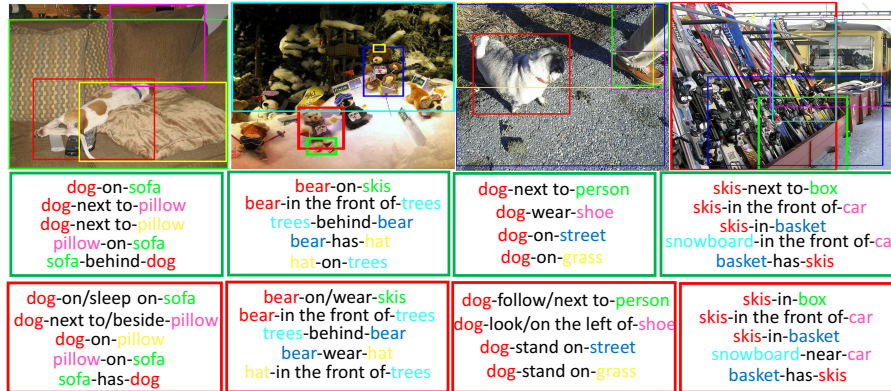 dog-on-sofa
dog-next to-pillow
dog-next to-pillow
pillow-on-sofa
sofa-behind-dog
bear-on-skis
bear-in the front of-trees
trees-behind-bear
bear-has-hat
hat-on-trees
dog-next to-person
dog-wear-shoe
dog-on-street
dog-on-grass
skis-next to-box
skis-in the front of-car
skis-in-basket
snowboard-in the front of-ca
basket-has-skis
dog-on/sleep on-sofa
dog-next to/beside-pillow
dog-on-pillow
pillow-on-sofa
sofa-has-dog
bear-on/wear-skis
bear-in the front of-trees
trees-behind-bear
bear-wear-hat
hat-in the front of-trees
dog-follow/next to-person
dog-look/on the left of-shoe
dog-stand on-street
dog-stand on-grass
skis-in-box
skis-in the front of-car
skis-in-basket
snowboard-near-car
basket-has-skis